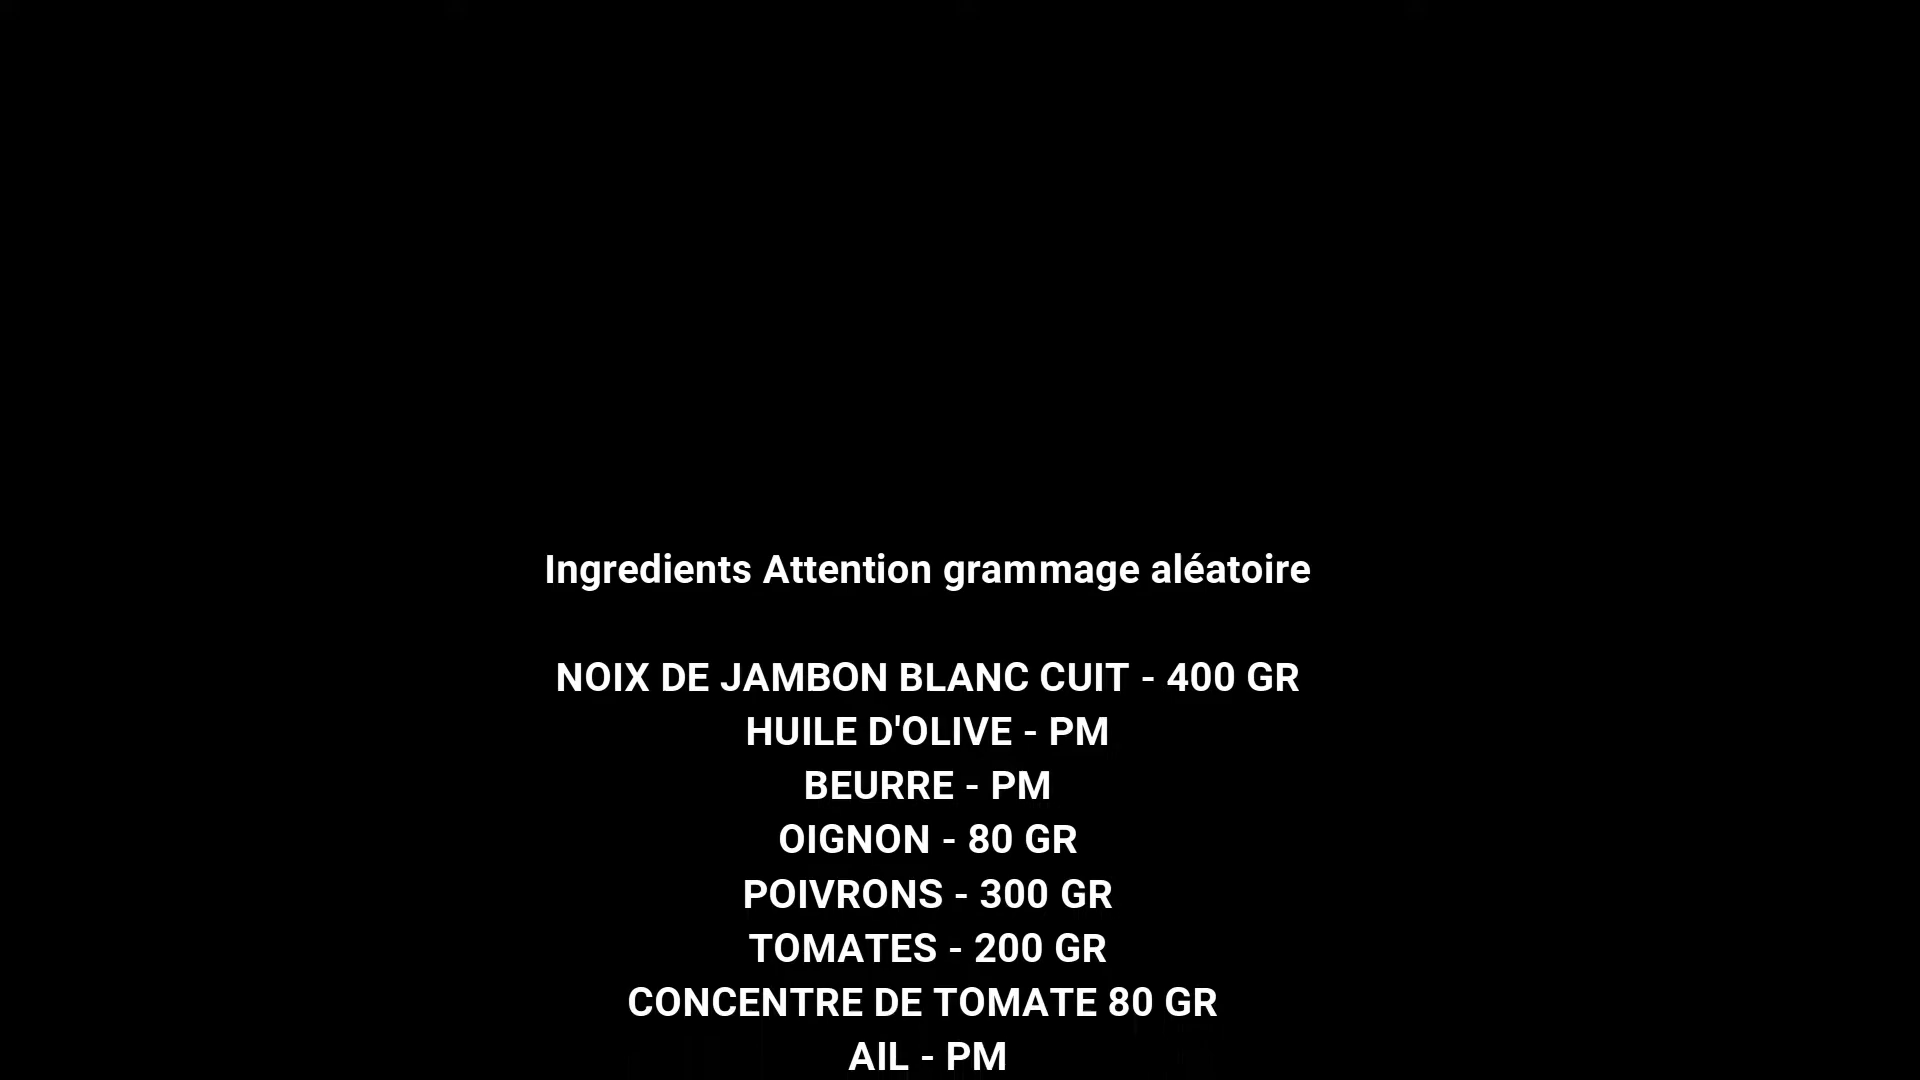 Ingredients Attention grammage aléatoire
NOIX DE JAMBON BLANC CUIT - 400 GR
HUILE D'OLIVE - PM
BEURRE - PM
OIGNON - 80 GR
POIVRONS - 300 GR
TOMATES - 200 GR
CONCENTRE DE TOMATE 80 GR
AIL - PM